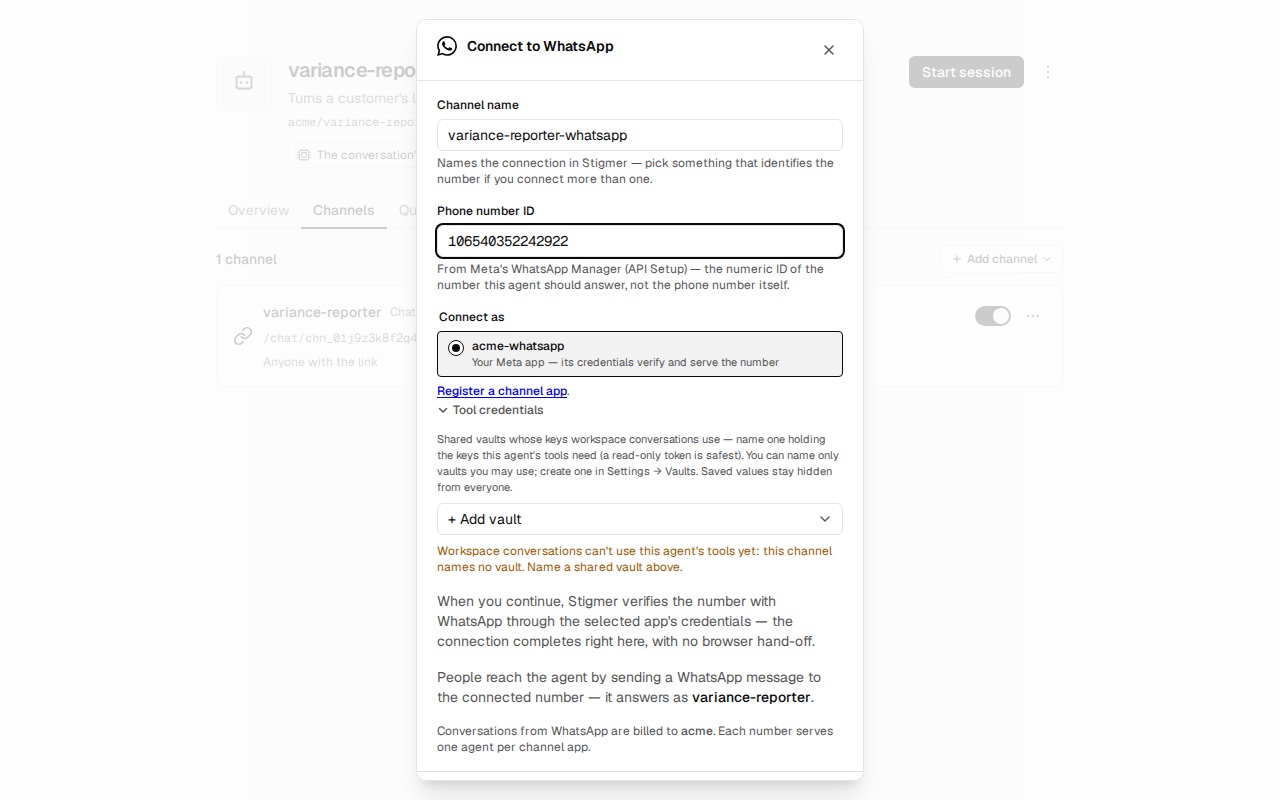 Connect to WhatsApp
variance-repo
Start session
Turns a customer's l
acme/variance-repo
The conversation'
Overview
Channels
Qu
1 channel
Add channel
variance-reporter Chat
/chat/chn_01j9z3k8f2q4
Anyone with the link
Channel name
variance-reporter-whatsapp
Names the connection in Stigmer — pick something that identifies the
number if you connect more than one.
Phone number ID
106540352242922
From Meta's WhatsApp Manager (API Setup) — the numeric ID of the
number this agent should answer, not the phone number itself.
Connect as
acme-whatsapp
Your Meta app — its credentials verify and serve the number
Register a channel app.
Tool credentials
Shared vaults whose keys workspace conversations use — name one holding
the keys this agent's tools need (a read-only token is safest). You can name only
vaults you may use; create one in Settings → Vaults. Saved values stay hidden
from everyone.
+ Add vault
Workspace conversations can't use this agent's tools yet: this channel
names no vault. Name a shared vault above.
When you continue, Stigmer verifies the number with
WhatsApp through the selected app's credentials — the
connection completes right here, with no browser hand-off.
People reach the agent by sending a WhatsApp message to
the connected number — it answers as variance-reporter.
Conversations from WhatsApp are billed to acme. Each number serves
one agent per channel app.